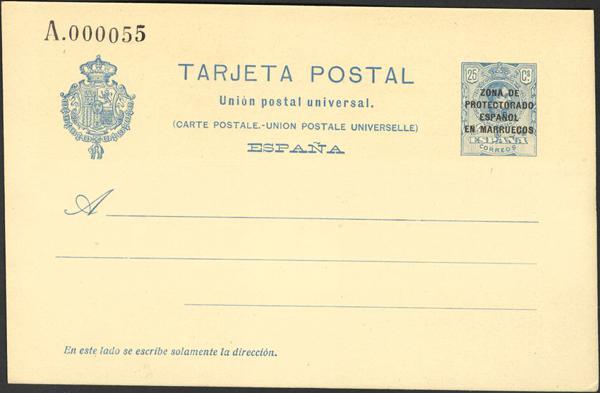 A.000055
TARJETA POSTAL
Unión postal universal.
(CARTE POSTALE.-UNION POSTALE UNIVERSELLE)
ESPAÑA
25 Cs
ZONA DE
PROTECTORADO
ESPAÑOL
EN MARRUECOS
CORREOS
A
En este lado se escribe solamente la dirección.